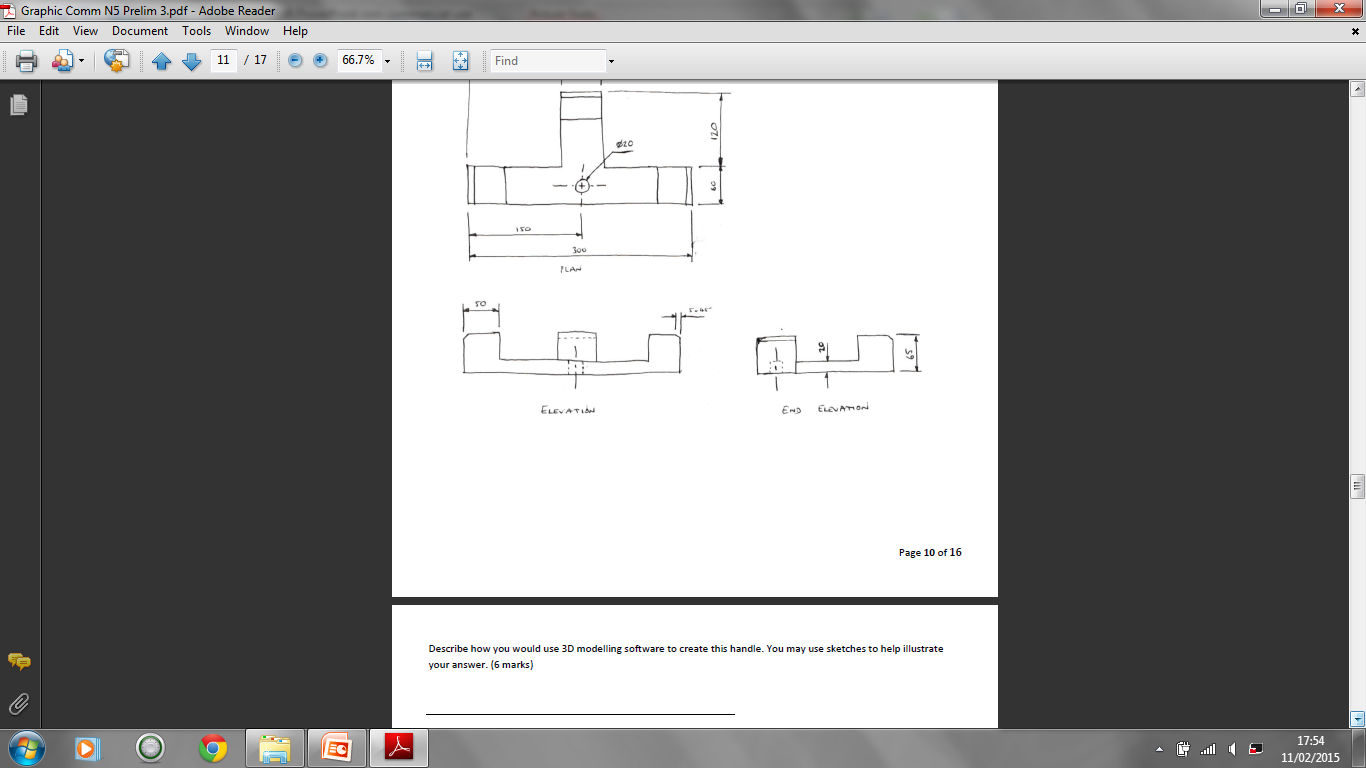 Graphic Comm N5 Prelim 3.pdf - Adobe Reader
File Edit View Document Tools Window Help
11 / 17 66.7% Find
120
Ø20
60
150
300
PLAN
50
5x45°
20
65
ELEVATION
END ELEVATION
Page 10 of 16
Describe how you would use 3D modelling software to create this handle. You may use sketches to help illustrate
your answer. (6 marks)
17:54
11/02/2015